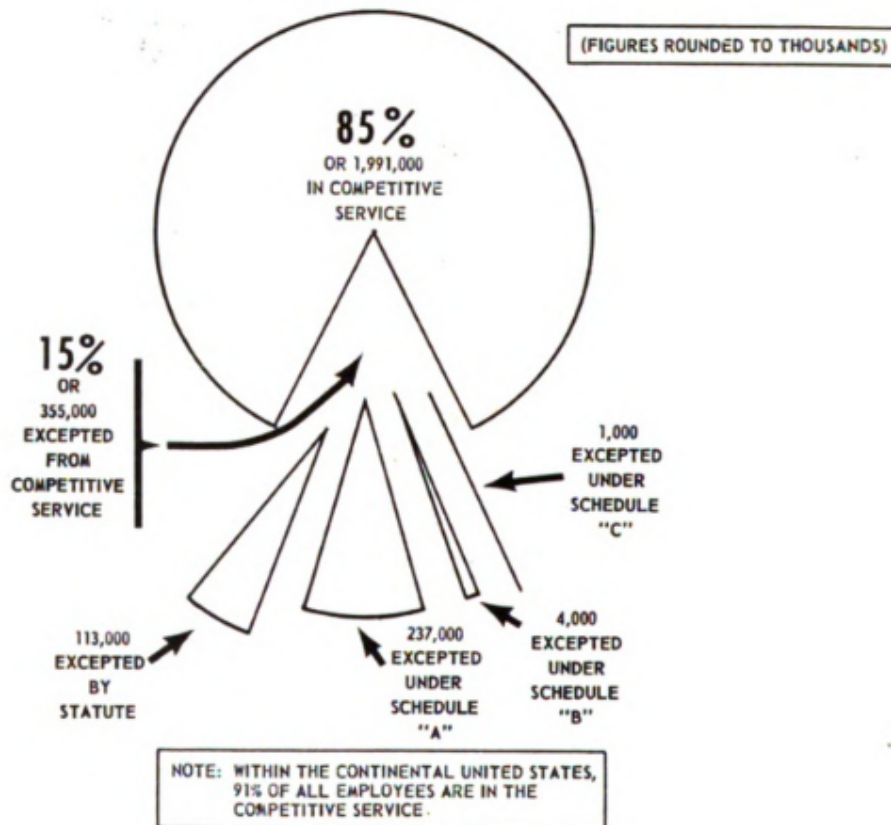 (FIGURES ROUNDED TO THOUSANDS)
85%
OR 1,991,000
IN COMPETITIVE
SERVICE
15%
OR
355,000
EXCEPTED
FROM
COMPETITIVE
SERVICE
1,000
EXCEPTED
UNDER
SCHEDULE
"C"
113,000
EXCEPTED
BY
STATUTE
237,000
EXCEPTED
UNDER
SCHEDULE
"A"
4,000
EXCEPTED
UNDER
SCHEDULE
"B"
NOTE: WITHIN THE CONTINENTAL UNITED STATES,
91% OF ALL EMPLOYEES ARE IN THE
COMPETITIVE SERVICE.